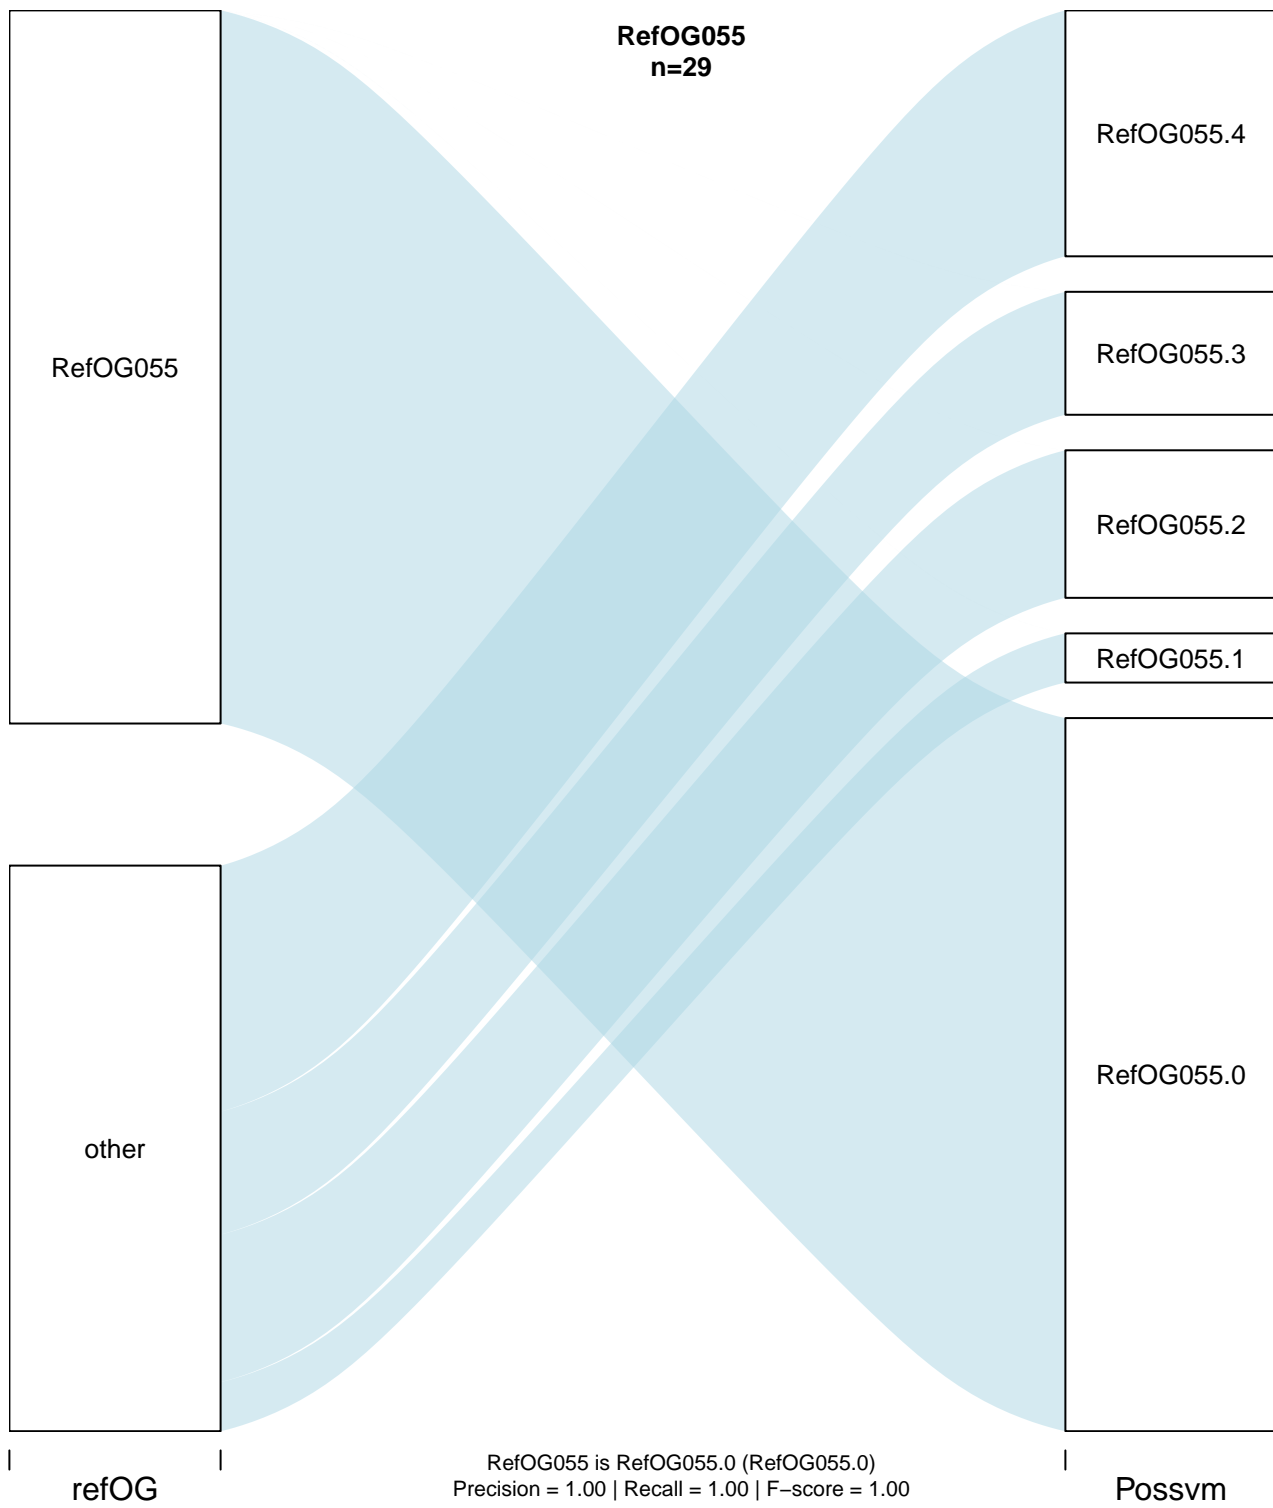 RefOG055
n=29
RefOG055
other
RefOG055.4
RefOG055.3
RefOG055.2
RefOG055.1
RefOG055.0
RefOG055 is RefOG055.0 (RefOG055.0)
Precision = 1.00 | Recall = 1.00 | F−score = 1.00
refOG
Possvm